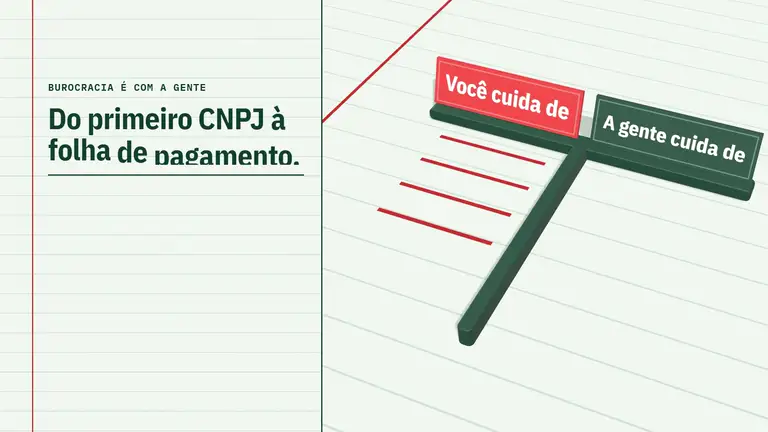 BUROCRACIA É COM A GENTE
Do primeiro CNPJ à
folha de pagamento.
Você cuida de
A gente cuida de